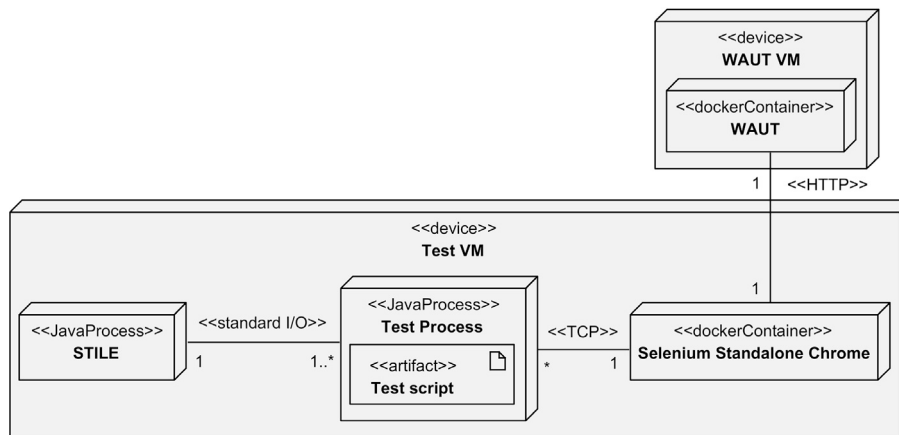 <<device>>
WAUT VM
<<dockerContainer>>
WAUT
1
<<HTTP>>
<<device>>
Test VM
1
<<JavaProcess>>
STILE
<<standard I/O>>
1
1..*
<<JavaProcess>>
Test Process
<<artifact>>
Test script
<<TCP>>
*
1
<<dockerContainer>>
Selenium Standalone Chrome